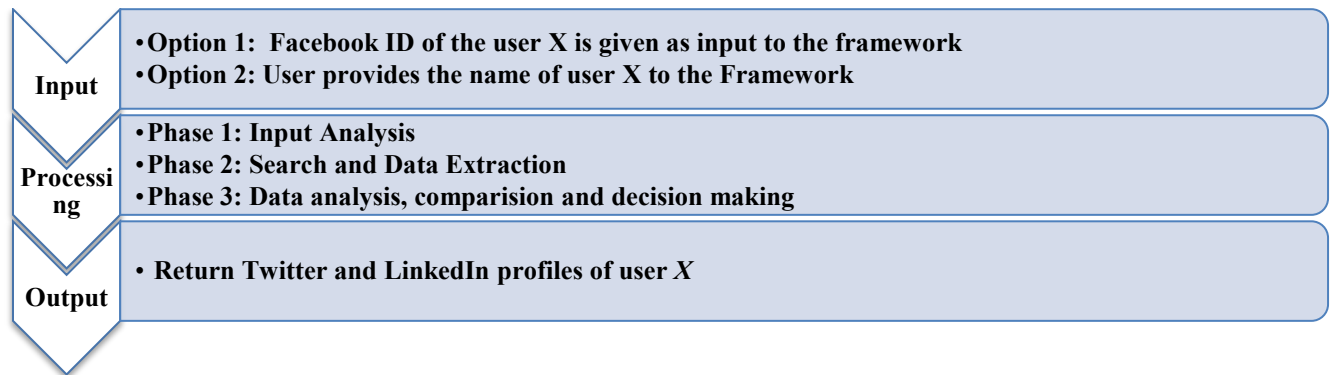 Input
•Option 1:  Facebook ID of the user X is given as input to the framework
•Option 2: User provides the name of user X to the Framework
Processi
ng
•Phase 1: Input Analysis
•Phase 2: Search and Data Extraction
•Phase 3: Data analysis, comparision and decision making
Output
• Return Twitter and LinkedIn profiles of user X